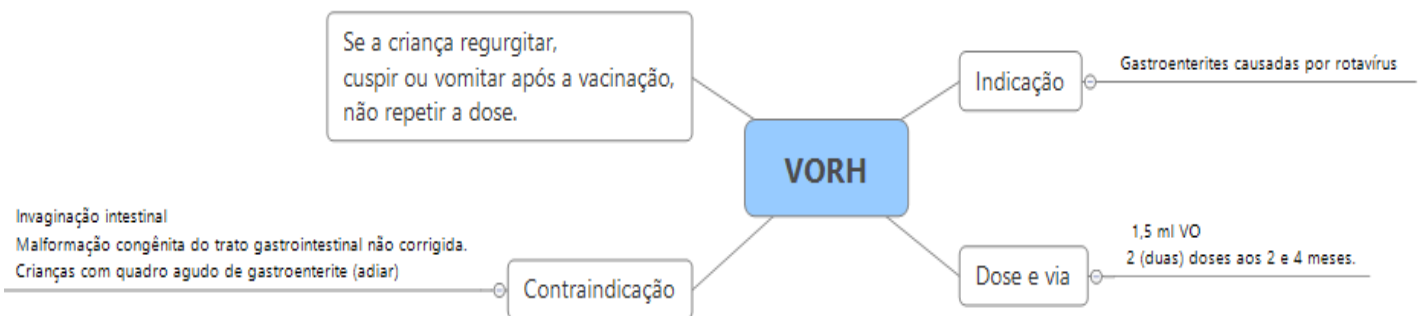 Se a criança regurgitar,
cuspir ou vomitar após a vacinação,
não repetir a dose.
Indicação
Gastroenterites causadas por rotavírus
VORH
Invaginação intestinal
Malformação congênita do trato gastrointestinal não corrigida.
Crianças com quadro agudo de gastroenterite (adiar)
Contraindicação
Dose e via
1,5 ml VO
2 (duas) doses aos 2 e 4 meses.